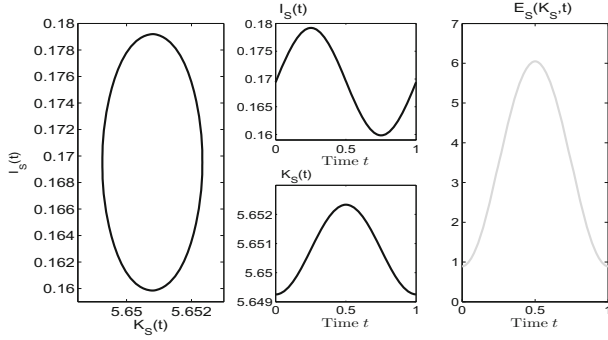 I_S(t)
0.18
0.178
0.176
0.174
0.172
0.17
0.168
0.166
0.164
0.162
0.16
5.65 5.652
K_S(t)
I_S(t)
0.18
0.175
0.17
0.165
0.16
0 0.5 1
Time t
K_S(t)
5.652
5.651
5.65
5.649
0 0.5 1
Time t
E_S(K_S,t)
7
6
5
4
3
2
1
0
0 0.5 1
Time t